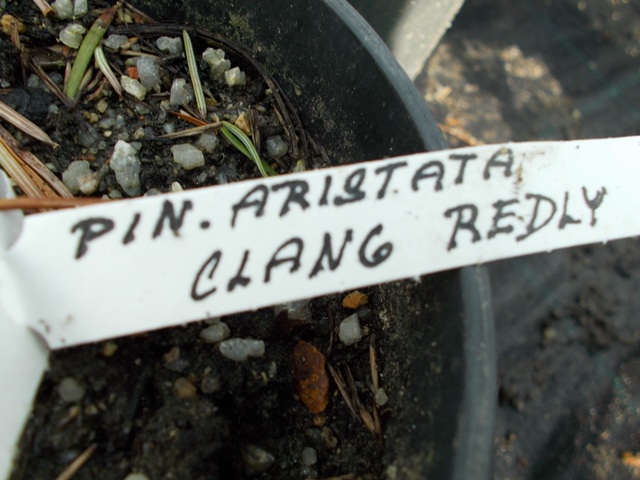 PIN. ARISTATA
CLANG REDLY